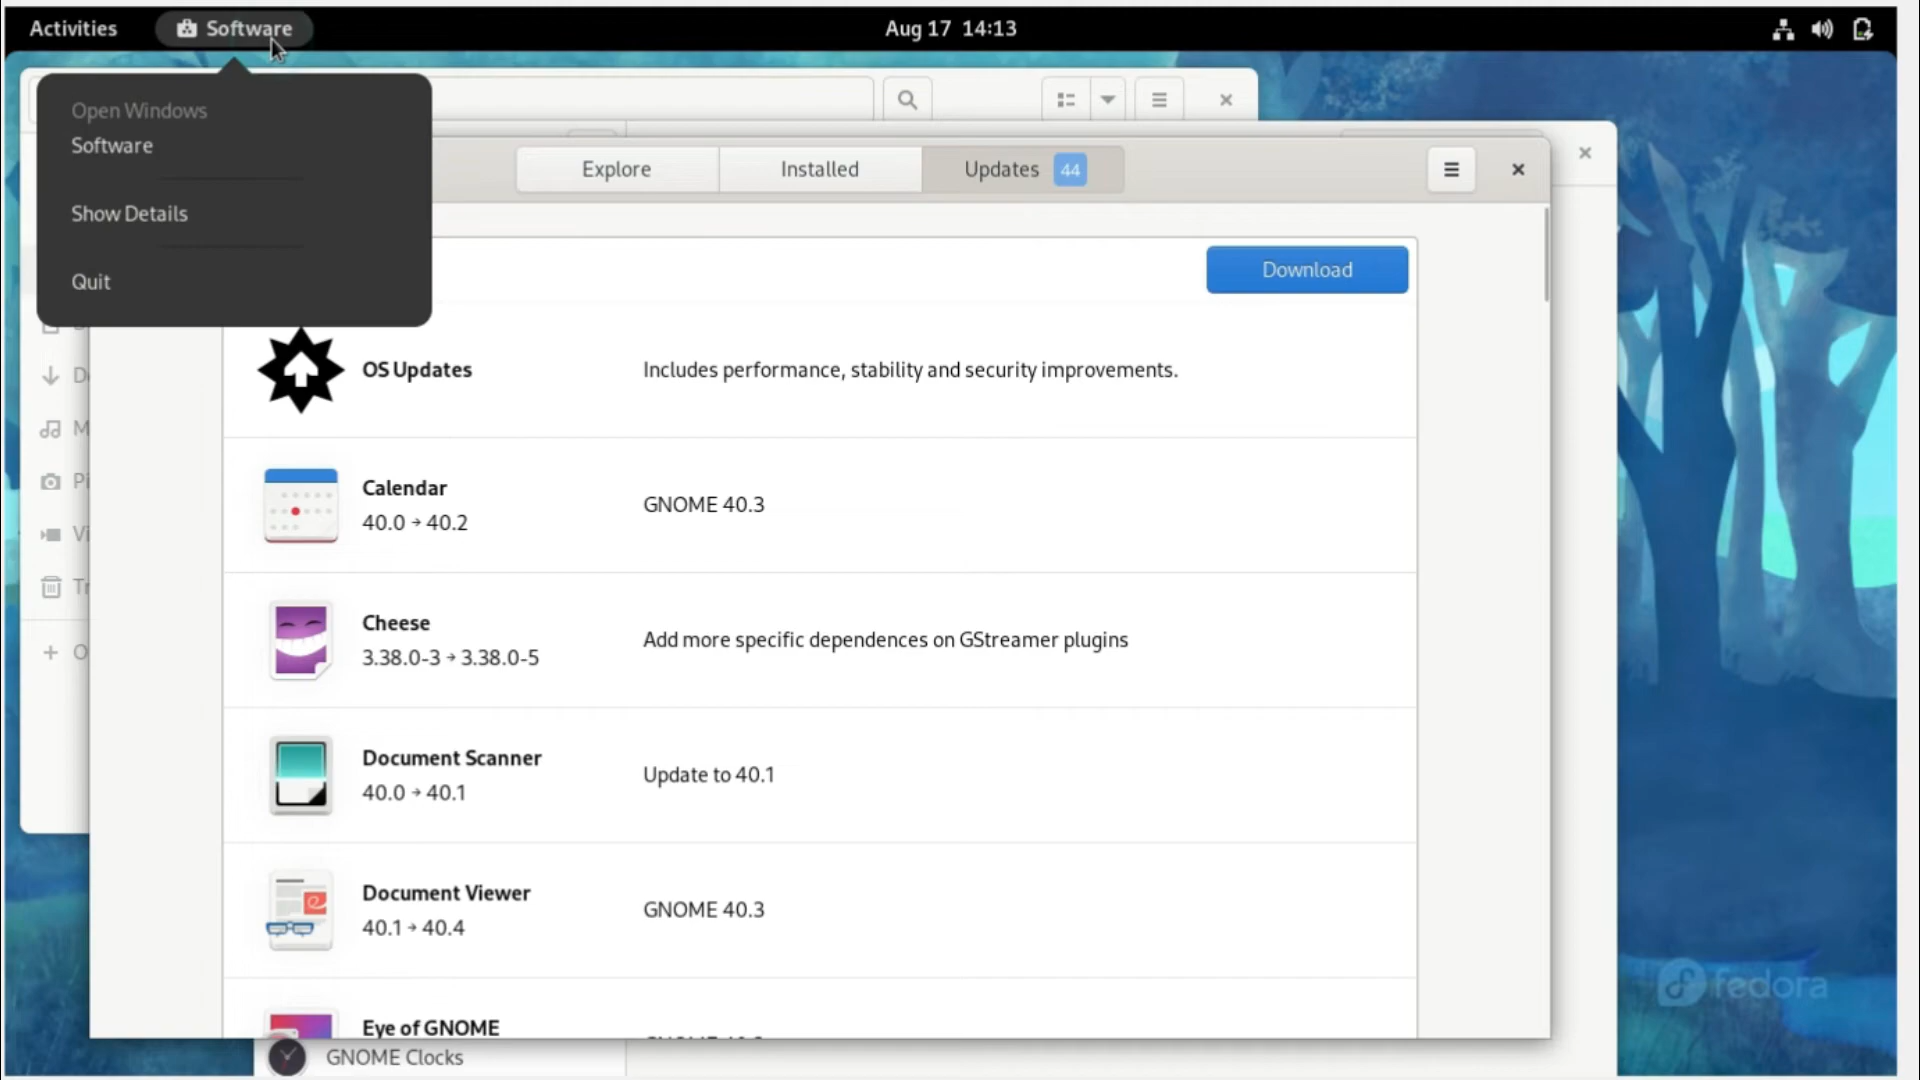 Activities
Software
Aug 17 14:13
Open Windows
Software
Show Details
Quit
Explore
Installed
Updates 44
Download
OS Updates
Includes performance, stability and security improvements.
Calendar
40.0 → 40.2
GNOME 40.3
Cheese
3.38.0-3 → 3.38.0-5
Add more specific dependences on GStreamer plugins
Document Scanner
40.0 → 40.1
Update to 40.1
Document Viewer
40.1 → 40.4
GNOME 40.3
Eye of GNOME
GNOME Clocks
fedora